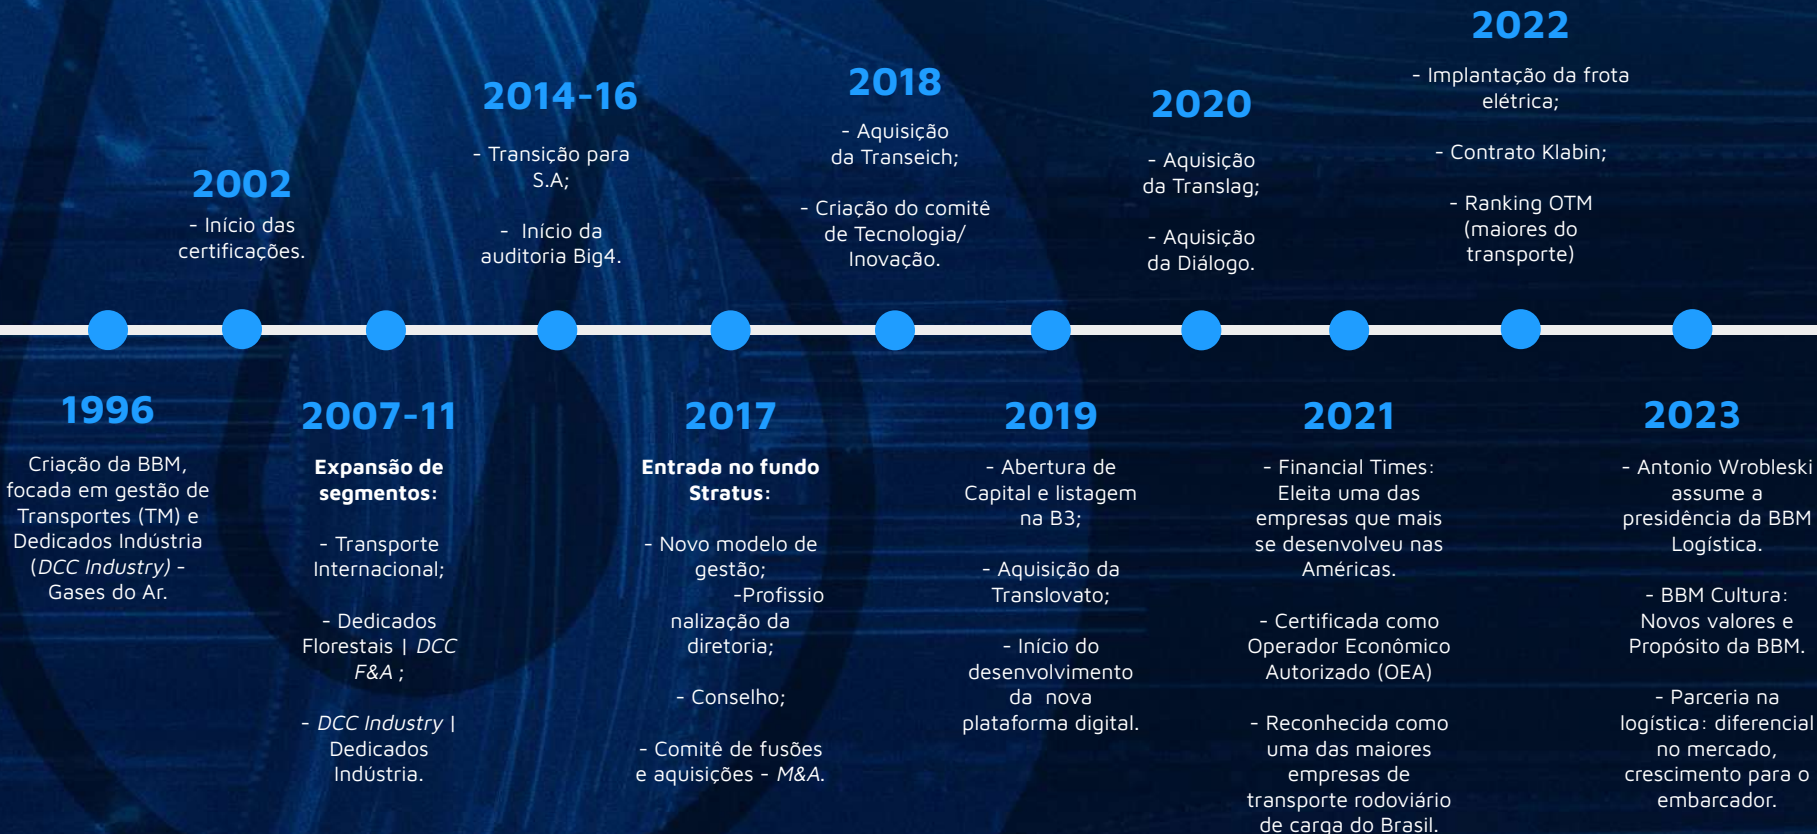 1996
Criação da BBM,
focada em gestão de
Transportes (TM) e
Dedicados Indústria
(DCC Industry) -
Gases do Ar.
2002
- Início das
certificações.
2007-11
Expansão de
segmentos:
- Transporte
Internacional;
- Dedicados
Florestais | DCC
F&A ;
- DCC Industry |
Dedicados
Indústria.
2014-16
- Transição para
S.A;
- Início da
auditoria Big4.
2017
Entrada no fundo
Stratus:
- Novo modelo de
gestão;
-Profissio
nalização da
diretoria;
- Conselho;
- Comitê de fusões
e aquisições - M&A.
2018
- Aquisição
da Transeich;
- Criação do comitê
de Tecnologia/
Inovação.
2019
- Abertura de
Capital e listagem
na B3;
- Aquisição da
Translovato;
- Início do
desenvolvimento
da nova
plataforma digital.
2020
- Aquisição
da Translag;
- Aquisição
da Diálogo.
2021
- Financial Times:
Eleita uma das
empresas que mais
se desenvolveu nas
Américas.
- Certificada como
Operador Econômico
Autorizado (OEA)
- Reconhecida como
uma das maiores
empresas de
transporte rodoviário
de carga do Brasil.
2022
- Implantação da frota
elétrica;
- Contrato Klabin;
- Ranking OTM
(maiores do
transporte)
2023
- Antonio Wrobleski
assume a
presidência da BBM
Logística.
- BBM Cultura:
Novos valores e
Propósito da BBM.
- Parceria na
logística: diferencial
no mercado,
crescimento para o
embarcador.